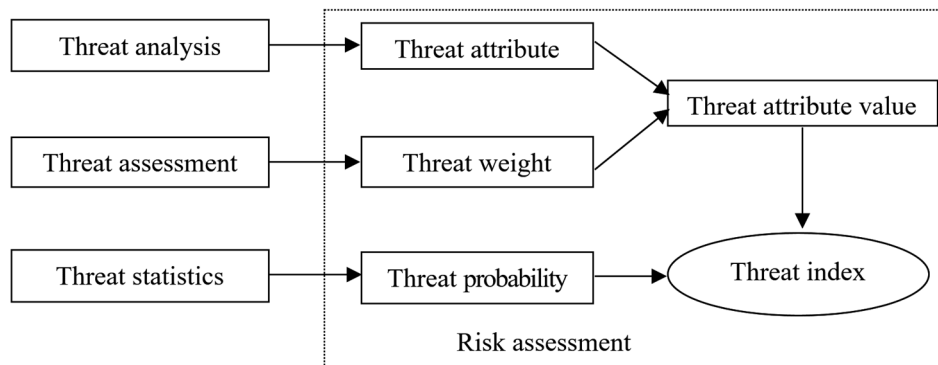 Threat analysis
Threat attribute
Threat attribute value
Threat assessment
Threat weight
Threat statistics
Threat probability
Threat index
Risk assessment